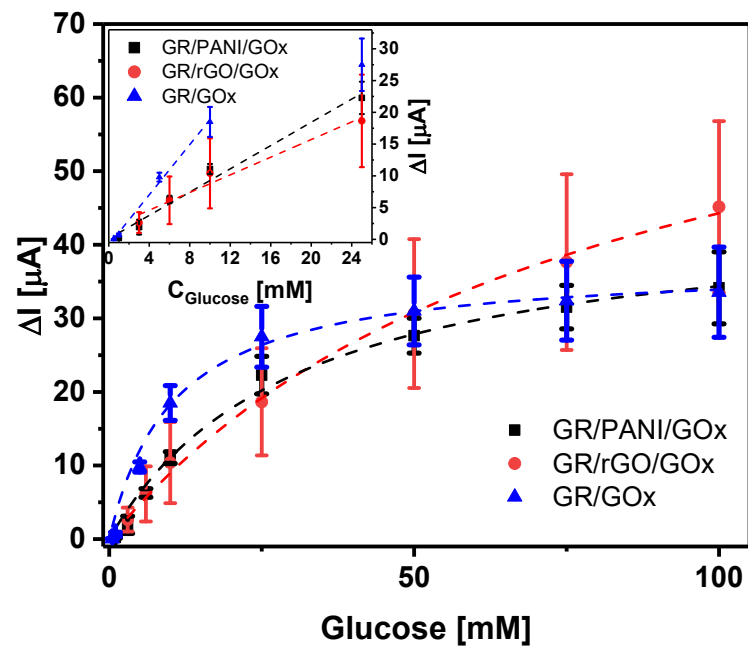 70
60
50
40
30
20
10
0
ΔI [μA]
0
50
100
Glucose [mM]
GR/PANI/GOx
GR/rGO/GOx
GR/GOx
GR/PANI/GOx
GR/rGO/GOx
GR/GOx
30
25
20
15
10
5
0
ΔI [μA]
4 8 12 16 20 24
C_Glucose [mM]